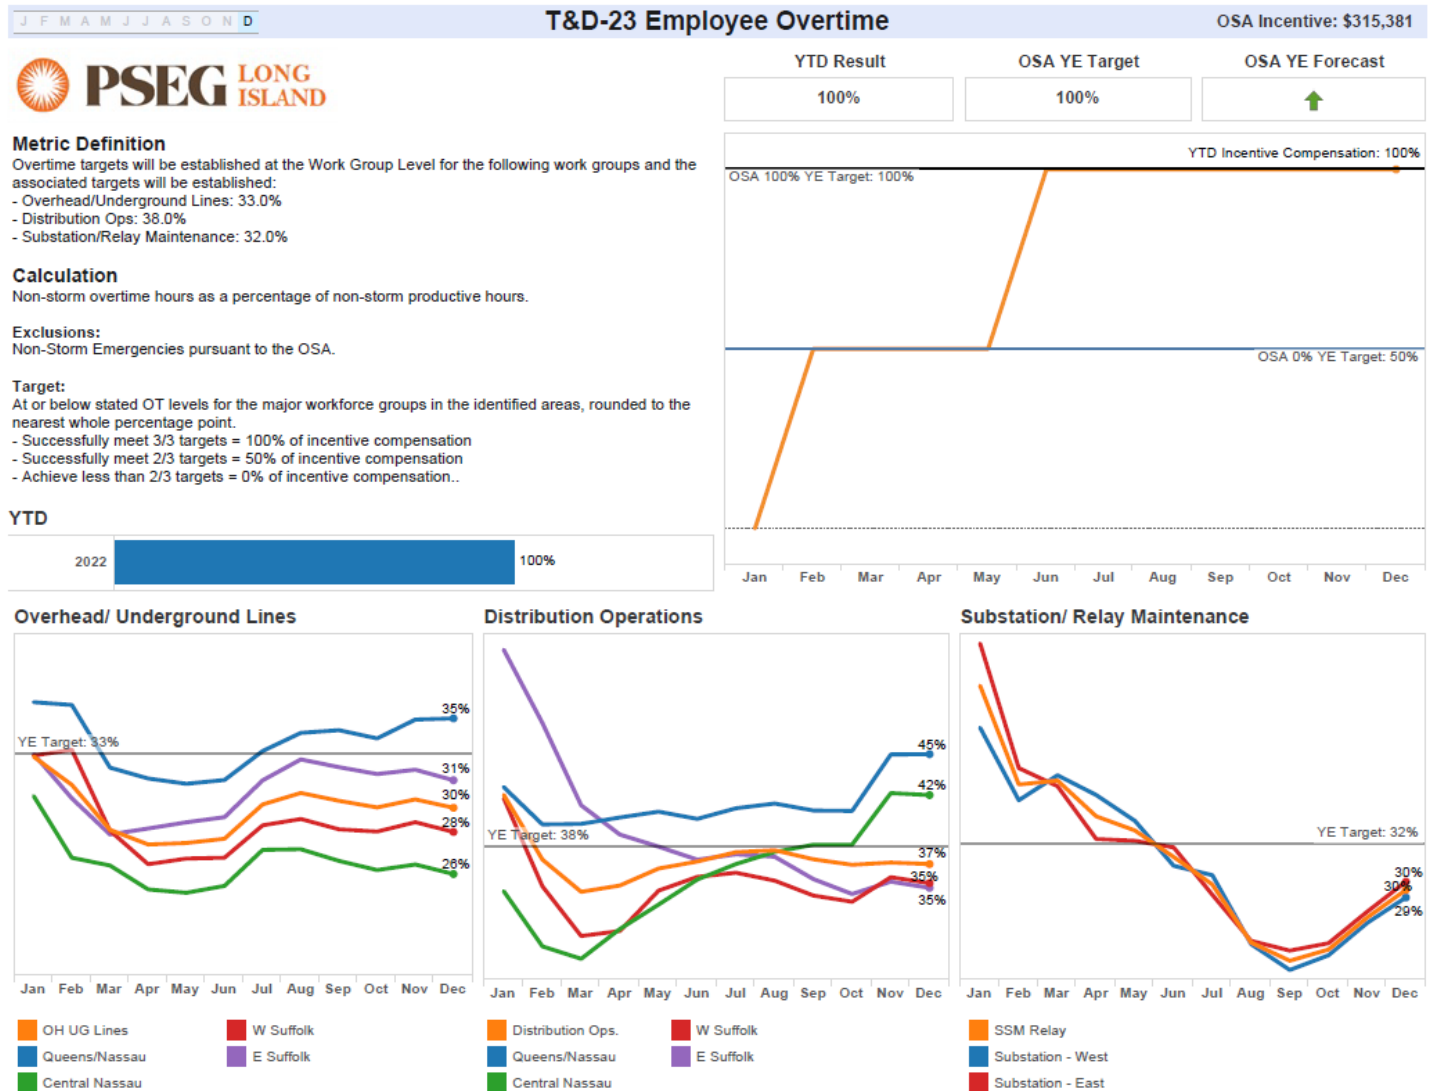 J F M A M J J A S O N D
T&D-23 Employee Overtime
OSA Incentive: $315,381
PSEG LONG ISLAND
YTD Result
OSA YE Target
OSA YE Forecast
100%
100%
Metric Definition
Overtime targets will be established at the Work Group Level for the following work groups and the
associated targets will be established:
- Overhead/Underground Lines: 33.0%
- Distribution Ops: 38.0%
- Substation/Relay Maintenance: 32.0%
Calculation
Non-storm overtime hours as a percentage of non-storm productive hours.
Exclusions:
Non-Storm Emergencies pursuant to the OSA.
Target:
At or below stated OT levels for the major workforce groups in the identified areas, rounded to the
nearest whole percentage point.
- Successfully meet 3/3 targets = 100% of incentive compensation
- Successfully meet 2/3 targets = 50% of incentive compensation
- Achieve less than 2/3 targets = 0% of incentive compensation..
YTD
2022
100%
YTD Incentive Compensation: 100%
OSA 100% YE Target: 100%
OSA 0% YE Target: 50%
Jan Feb Mar Apr May Jun Jul Aug Sep Oct Nov Dec
Overhead/ Underground Lines
YE Target: 33%
35%
31%
30%
28%
26%
Jan Feb Mar Apr May Jun Jul Aug Sep Oct Nov Dec
OH UG Lines
W Suffolk
Queens/Nassau
E Suffolk
Central Nassau
Distribution Operations
45%
42%
YE Target: 38%
37%
35%
35%
Jan Feb Mar Apr May Jun Jul Aug Sep Oct Nov Dec
Distribution Ops.
W Suffolk
Queens/Nassau
E Suffolk
Central Nassau
Substation/ Relay Maintenance
YE Target: 32%
30%
30%
29%
Jan Feb Mar Apr May Jun Jul Aug Sep Oct Nov Dec
SSM Relay
Substation - West
Substation - East